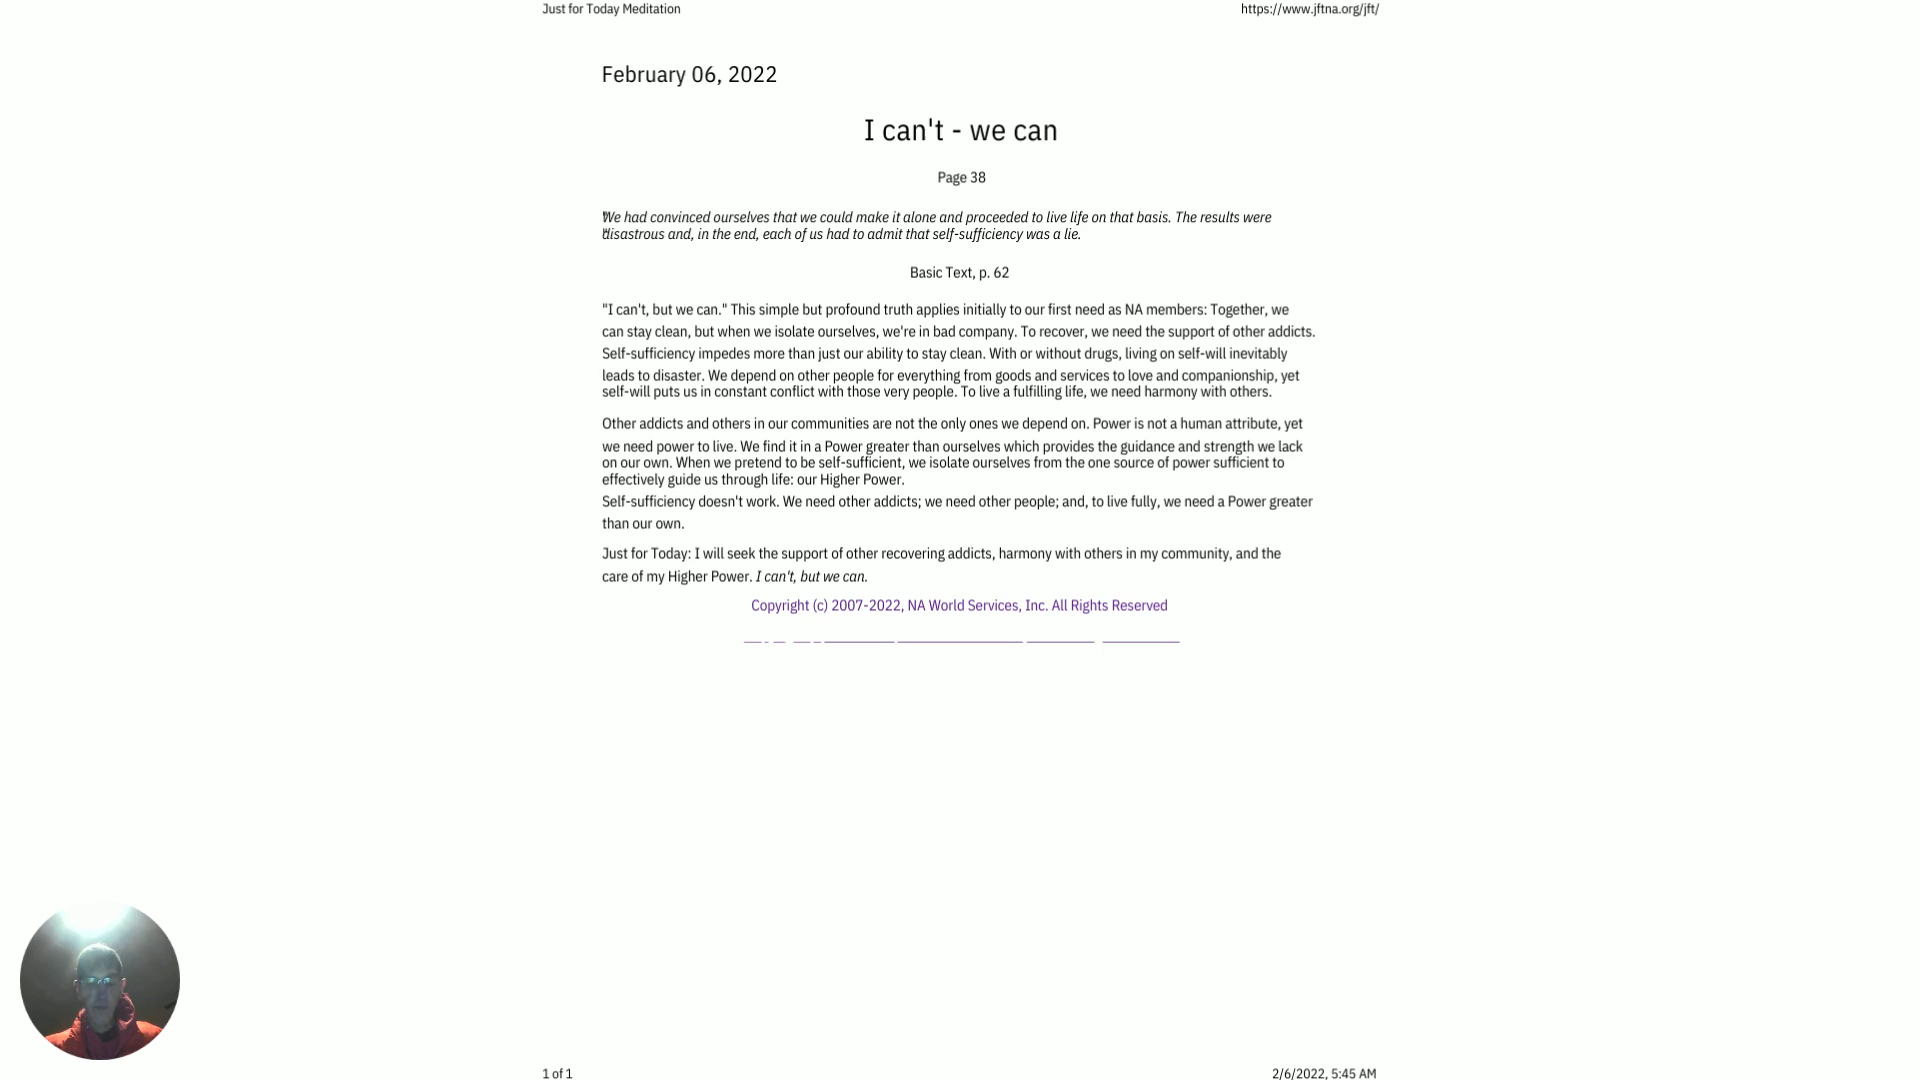 Just for Today Meditation https://www.jftna.org/jft/
February 06, 2022
I can't - we can
Page 38
"We had convinced ourselves that we could make it alone and proceeded to live life on that basis. The results were
disastrous and, in the end, each of us had to admit that self-sufficiency was a lie."
Basic Text, p. 62
"I can't, but we can." This simple but profound truth applies initially to our first need as NA members: Together, we
can stay clean, but when we isolate ourselves, we're in bad company. To recover, we need the support of other addicts.
Self-sufficiency impedes more than just our ability to stay clean. With or without drugs, living on self-will inevitably
leads to disaster. We depend on other people for everything from goods and services to love and companionship, yet
self-will puts us in constant conflict with those very people. To live a fulfilling life, we need harmony with others.
Other addicts and others in our communities are not the only ones we depend on. Power is not a human attribute, yet
we need power to live. We find it in a Power greater than ourselves which provides the guidance and strength we lack
on our own. When we pretend to be self-sufficient, we isolate ourselves from the one source of power sufficient to
effectively guide us through life: our Higher Power.
Self-sufficiency doesn't work. We need other addicts; we need other people; and, to live fully, we need a Power greater
than our own.
Just for Today: I will seek the support of other recovering addicts, harmony with others in my community, and the
care of my Higher Power. I can't, but we can.
Copyright (c) 2007-2022, NA World Services, Inc. All Rights Reserved
1 of 1 2/6/2022, 5:45 AM